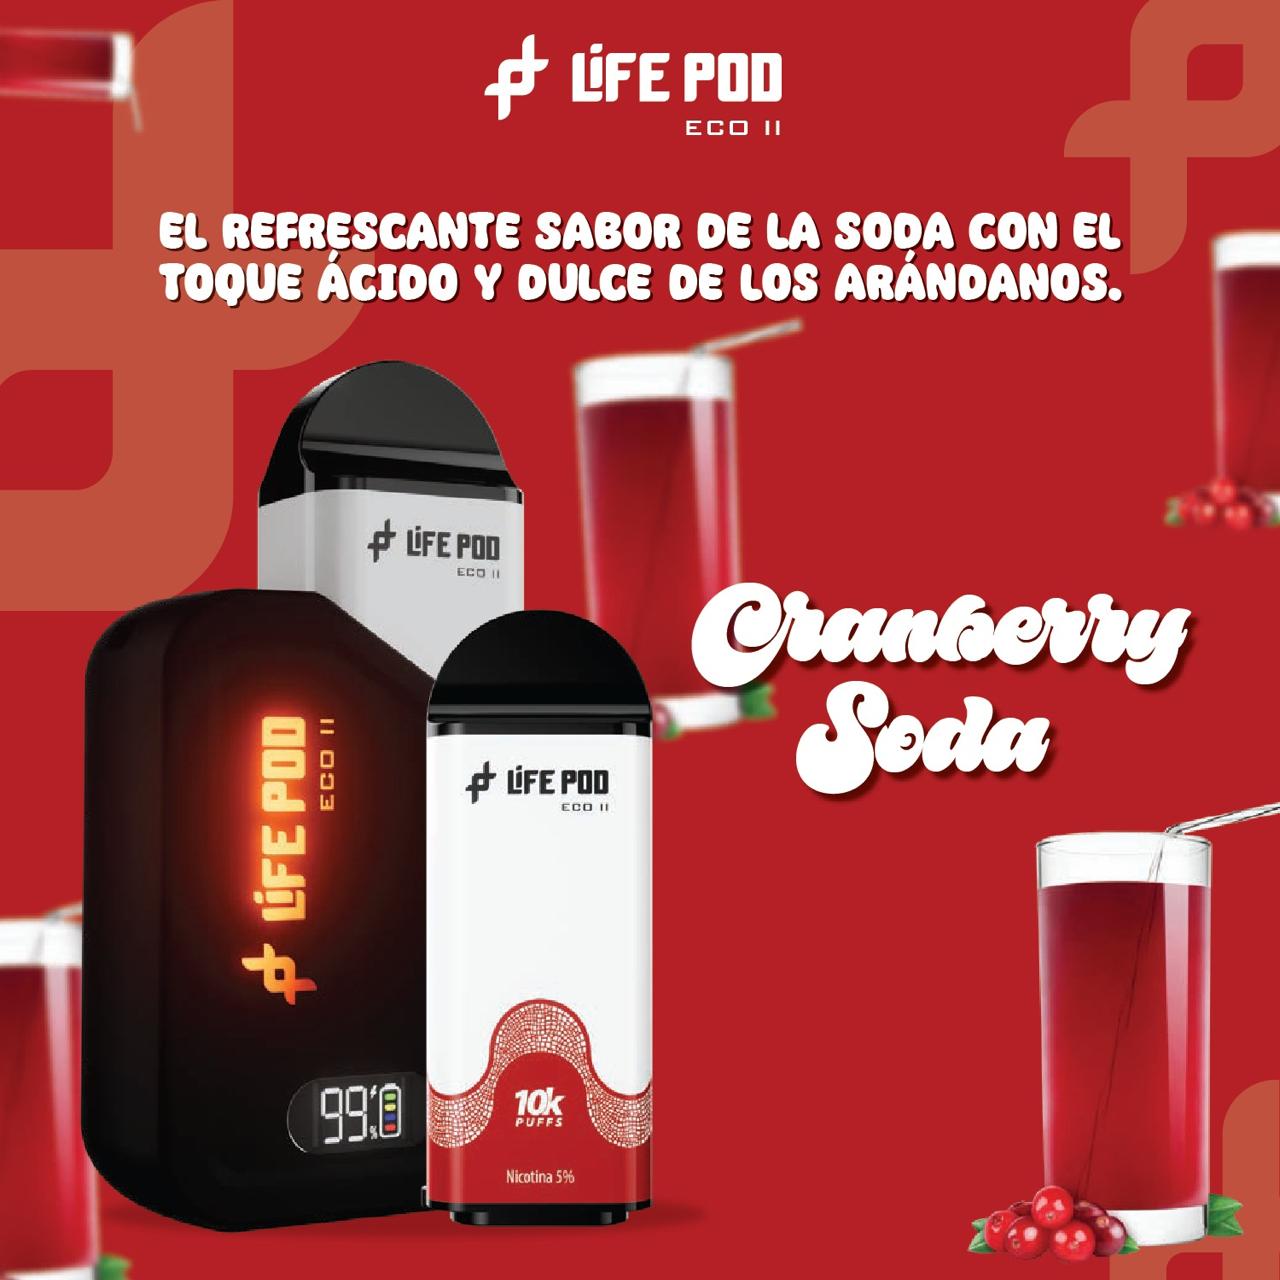 LiFE POD
ECO II
EL REFRESCANTE SABOR DE LA SODA CON EL
TOQUE ÁCIDO Y DULCE DE LOS ARÁNDANOS.
LiFE POD
ECO II
Cranberry
Soda
LiFE POD
ECO II
LiFE POD
ECO II
99%
10k
PUFFS
Nicotina 5%